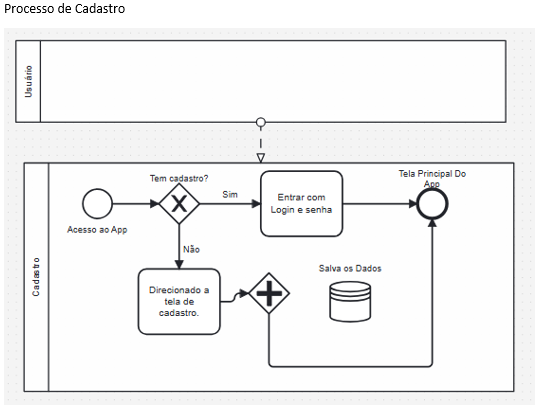 Processo de Cadastro
Usuário
Cadastro
Tem cadastro?
Tela Principal Do
App
Sim
Entrar com
Login e senha
Acesso ao App
Não
Direcionado a
tela de
cadastro.
Salva os Dados